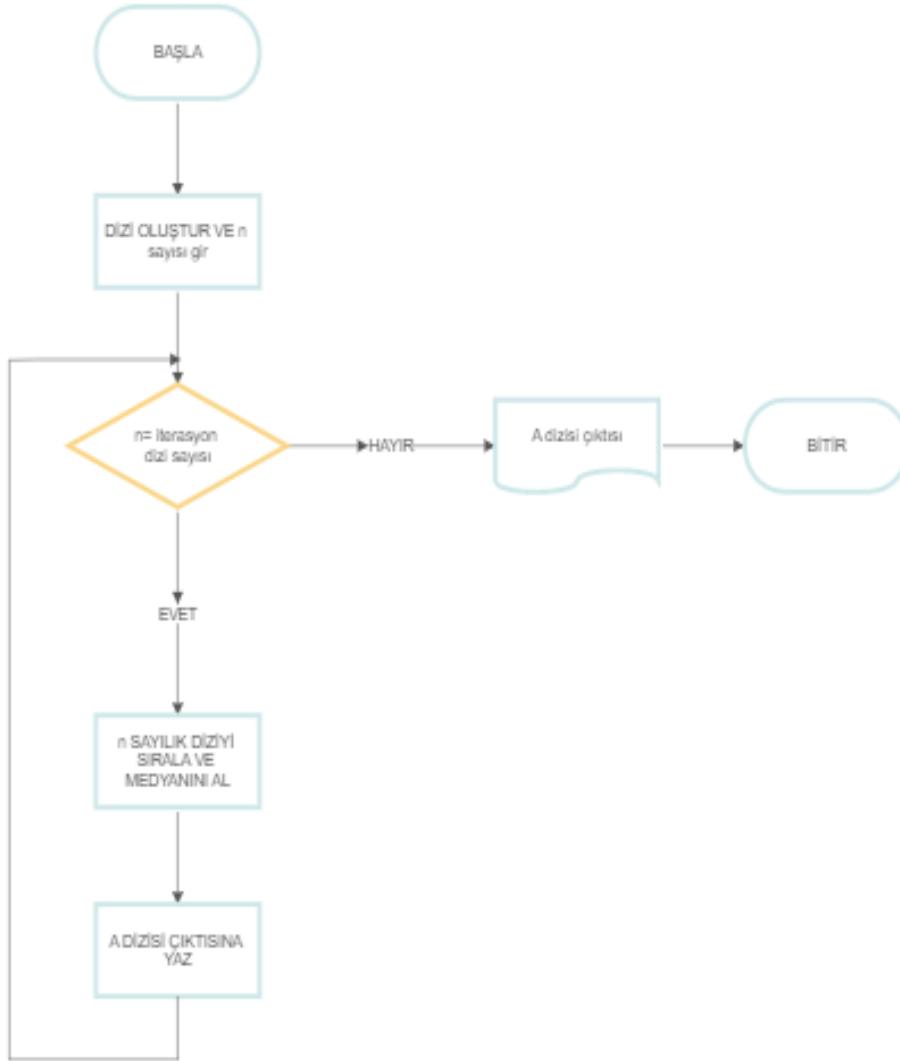 BAŞLA
DİZİ OLUŞTUR VE n
sayısı gir
n= iterasyon
dizi sayısı
HAYIR
A dizisi çıktısı
BİTİR
EVET
n SAYILIK DİZİYİ
SIRALA VE
MEDYANINI AL
A DİZİSİ ÇIKTISINA
YAZ